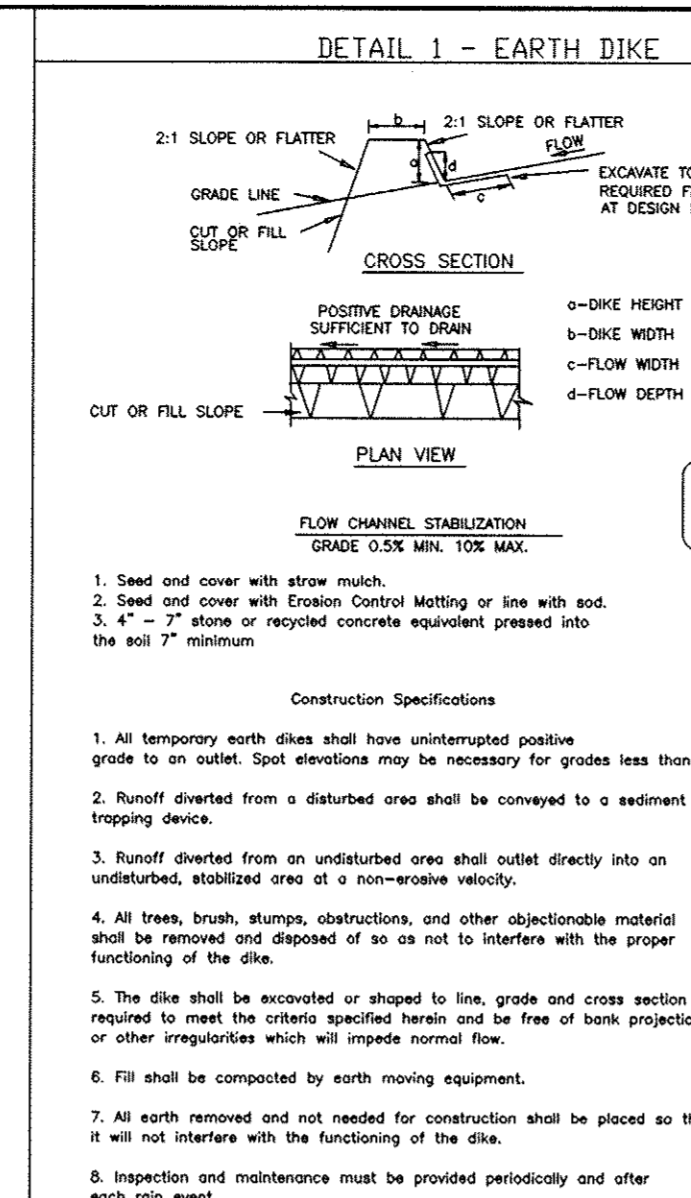 DETAIL 1 - EARTH DIKE
b
2:1 SLOPE OR FLATTER
2:1 SLOPE OR FLATTER
FLOW
a
d
EXCAVATE TO
GRADE LINE
c
REQUIRED F
AT DESIGN
CUT OR FILL
SLOPE
CROSS SECTION
POSITIVE DRAINAGE
SUFFICIENT TO DRAIN
a-DIKE HEIGHT
b-DIKE WIDTH
c-FLOW WIDTH
d-FLOW DEPTH
CUT OR FILL SLOPE
PLAN VIEW
FLOW CHANNEL STABILIZATION
GRADE 0.5% MIN. 10% MAX.
1. Seed and cover with straw mulch.
2. Seed and cover with Erosion Control Matting or line with sod.
3. 4" - 7" stone or recycled concrete equivalent pressed into
the soil 7" minimum
Construction Specifications
1. All temporary earth dikes shall have uninterrupted positive
grade to an outlet. Spot elevations may be necessary for grades less than
2. Runoff diverted from a disturbed area shall be conveyed to a sediment
trapping device.
3. Runoff diverted from an undisturbed area shall outlet directly into an
undisturbed, stabilized area at a non-erosive velocity.
4. All trees, brush, stumps, obstructions, and other objectionable material
shall be removed and disposed of so as not to interfere with the proper
functioning of the dike.
5. The dike shall be excavated or shaped to line, grade and cross section
required to meet the criteria specified herein and be free of bank projectio
or other irregularities which will impede normal flow.
6. Fill shall be compacted by earth moving equipment.
7. All earth removed and not needed for construction shall be placed so th
it will not interfere with the functioning of the dike.
8. Inspection and maintenance must be provided periodically and after
each rain event